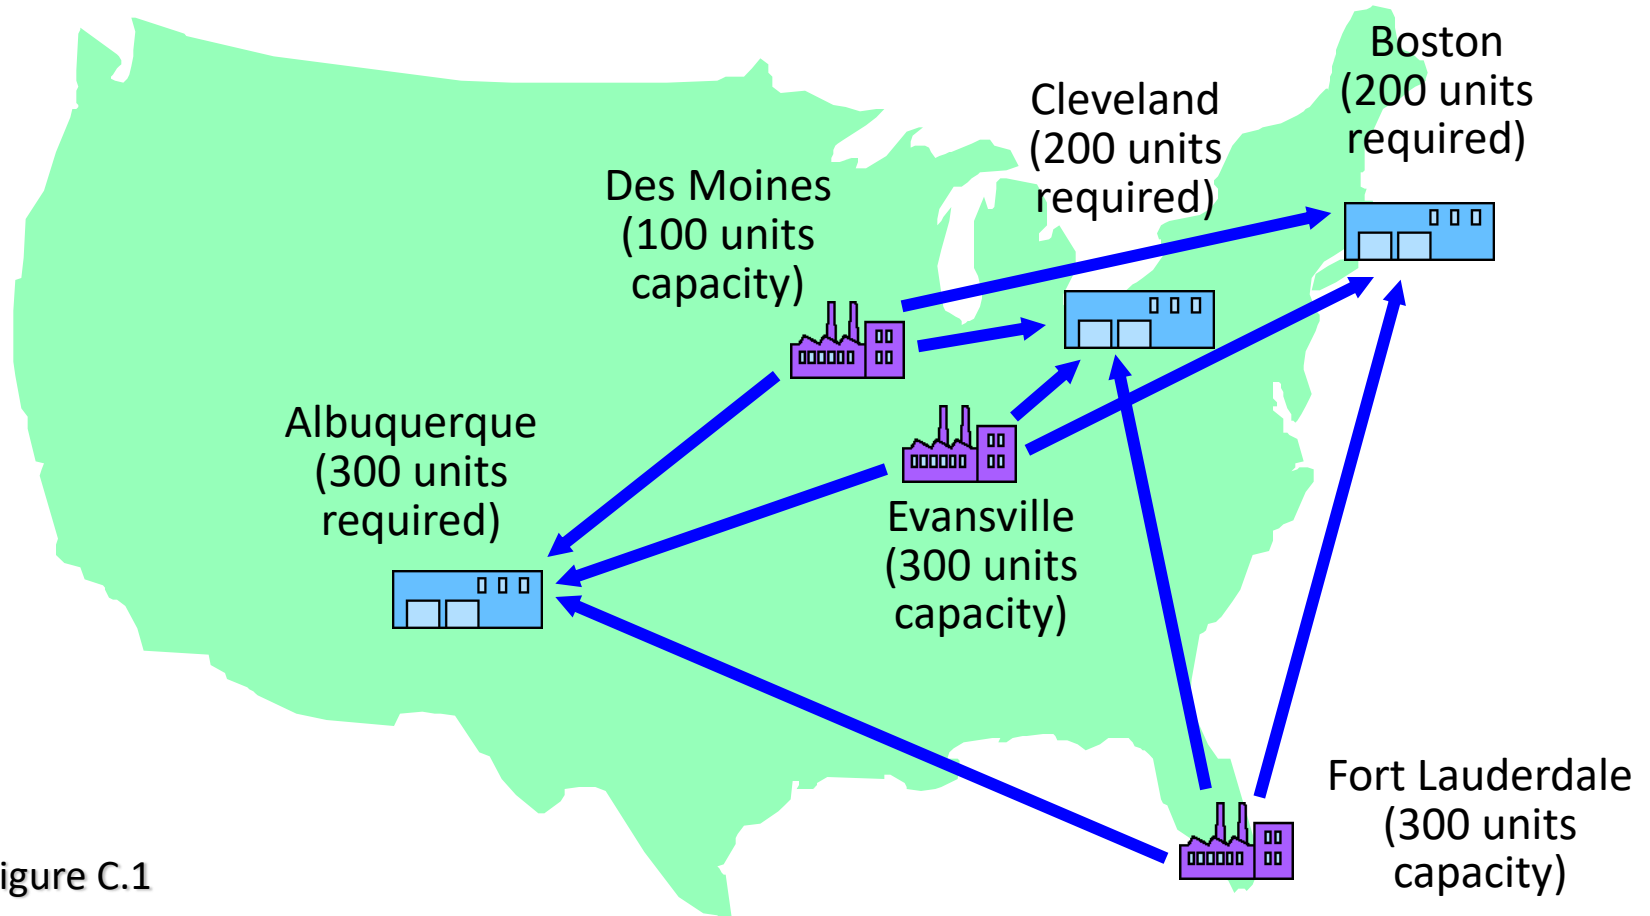 Boston
(200 units
required)
Cleveland
(200 units
required)
Des Moines
(100 units
capacity)
Albuquerque
(300 units
required)
Evansville
(300 units
capacity)
Fort Lauderdale
(300 units
capacity)
igure C.1